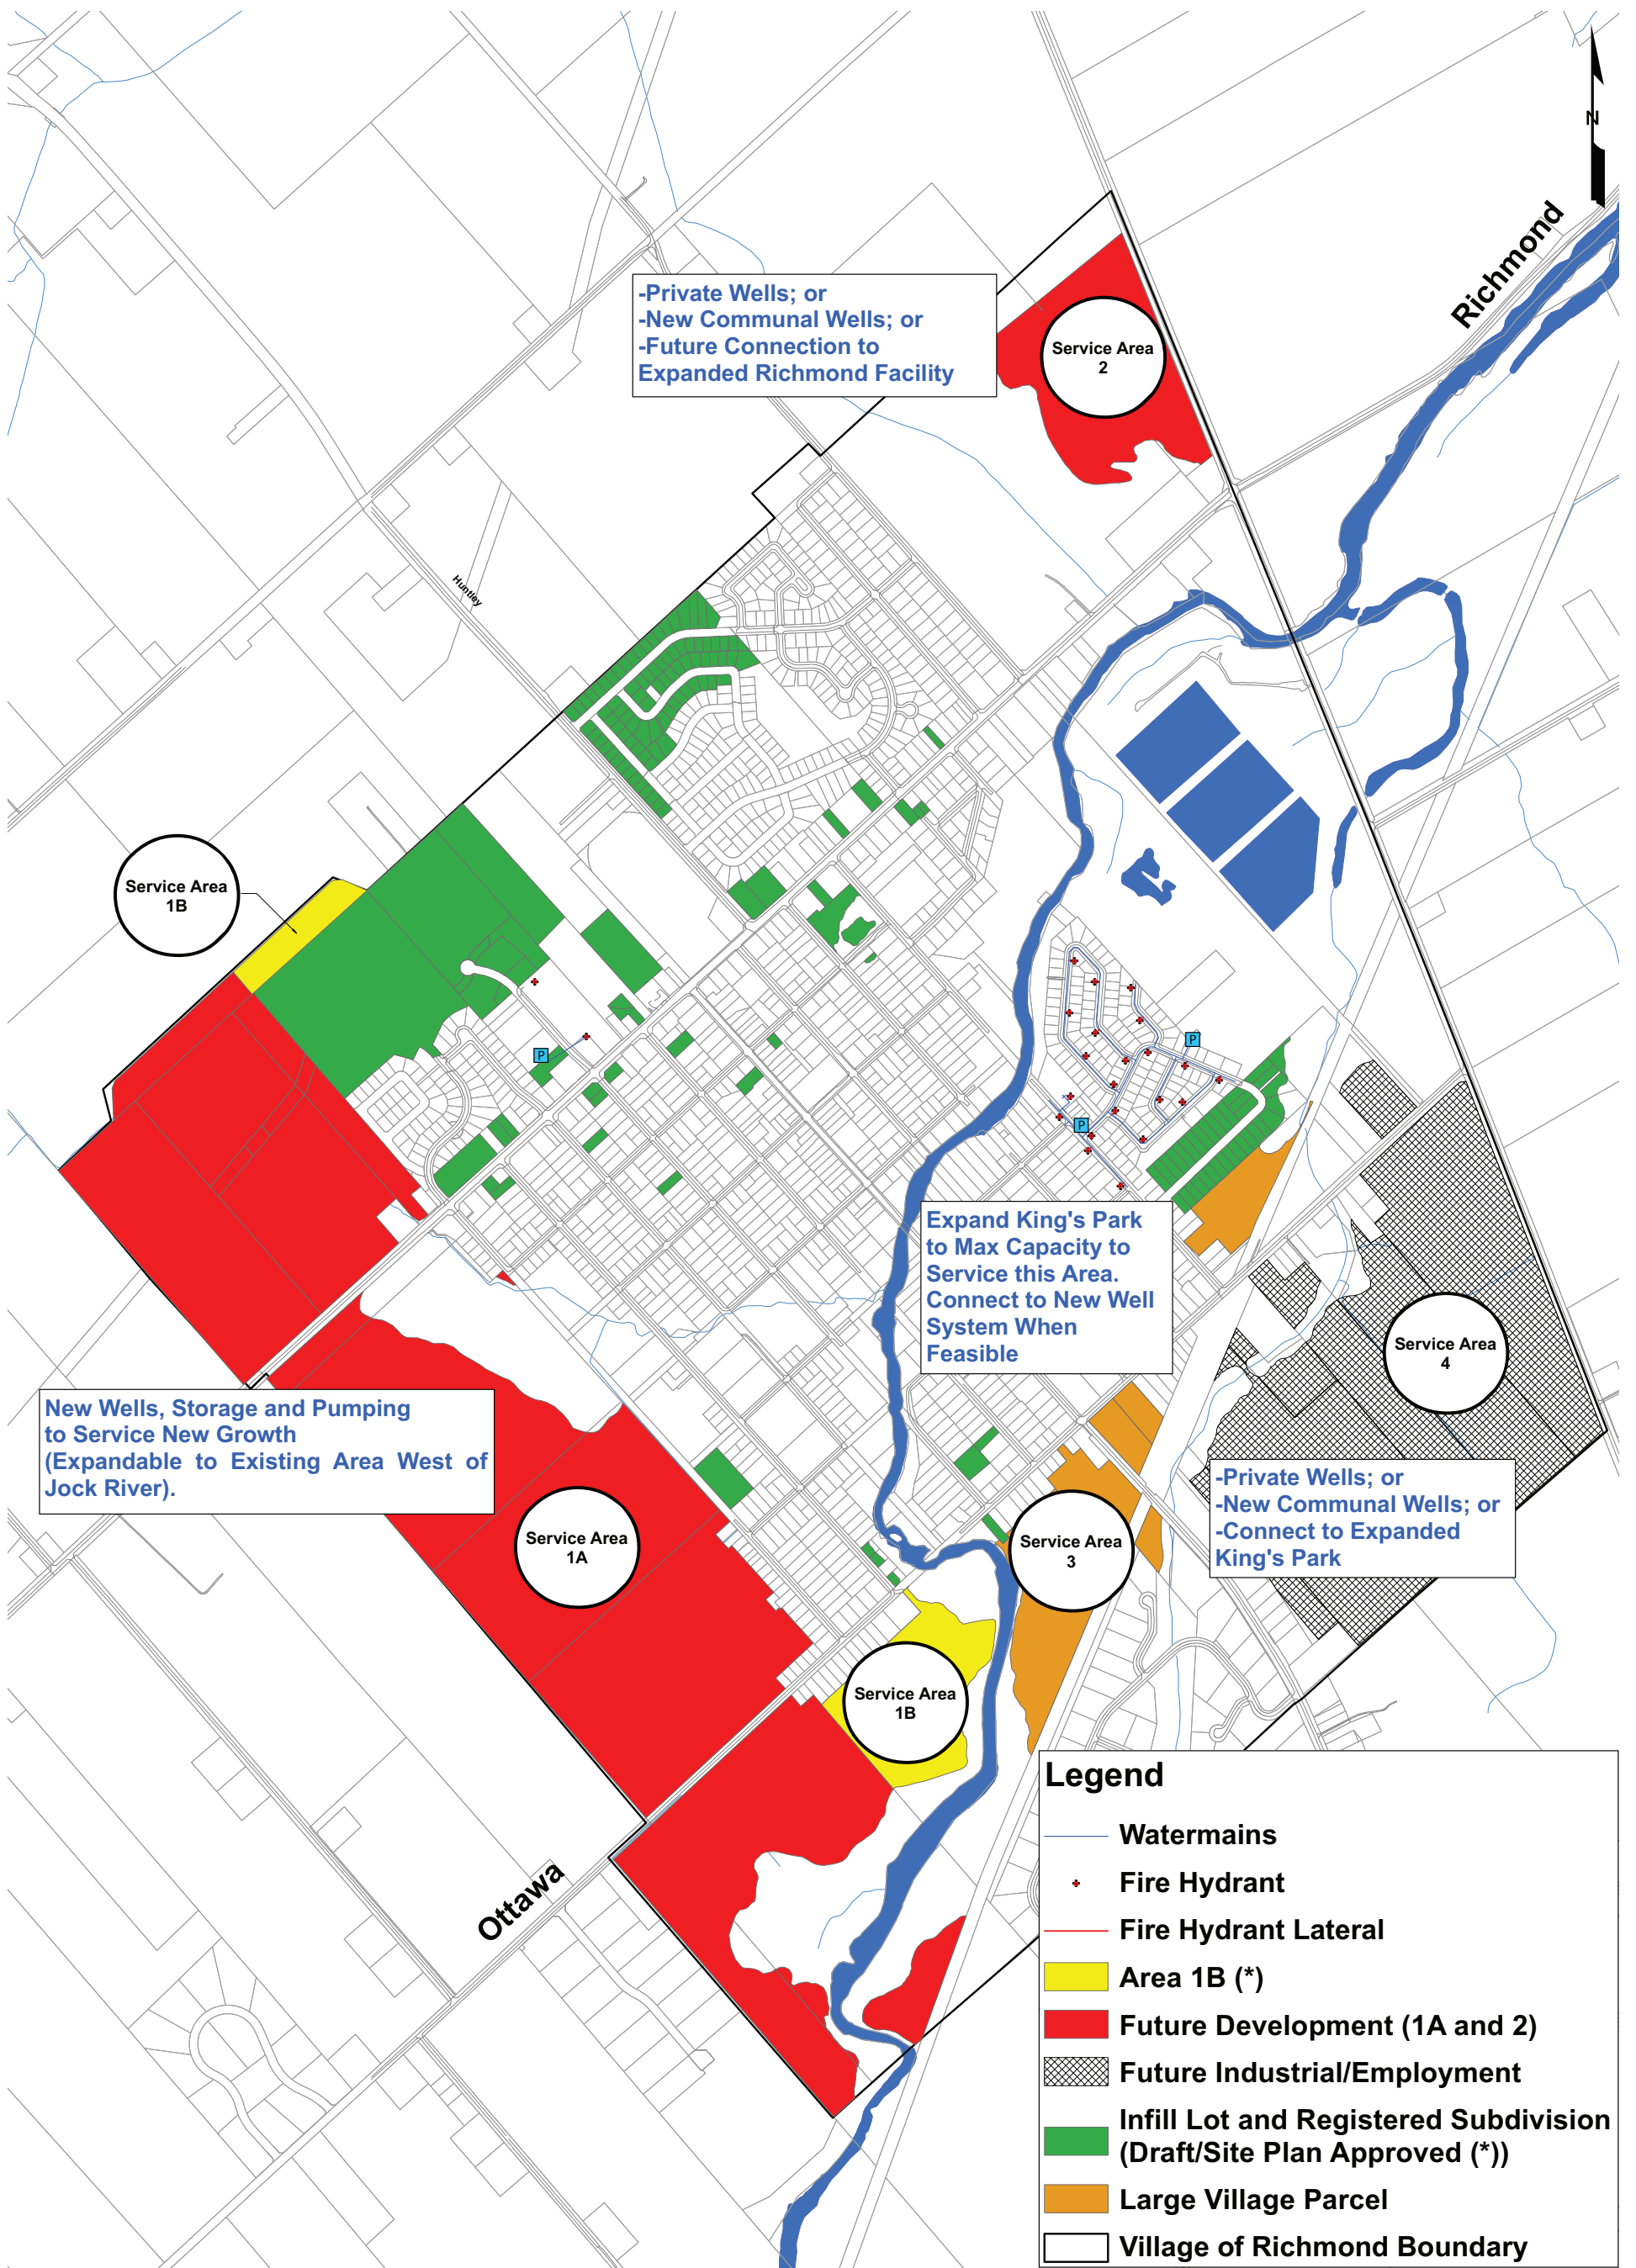 N
Richmond
-Private Wells; or
-New Communal Wells; or
-Future Connection to
Expanded Richmond Facility
Service Area
2
Huntley
Service Area
1B
P
P
P
Expand King's Park
to Max Capacity to
Service this Area.
Connect to New Well
System When
Feasible
Service Area
4
New Wells, Storage and Pumping
to Service New Growth
(Expandable to Existing Area West of
Jock River).
-Private Wells; or
-New Communal Wells; or
-Connect to Expanded
King's Park
Service Area
1A
Service Area
3
Service Area
1B
Ottawa
Legend
Watermains
Fire Hydrant
Fire Hydrant Lateral
Area 1B (*)
Future Development (1A and 2)
Future Industrial/Employment
Infill Lot and Registered Subdivision
(Draft/Site Plan Approved (*))
Large Village Parcel
Village of Richmond Boundary